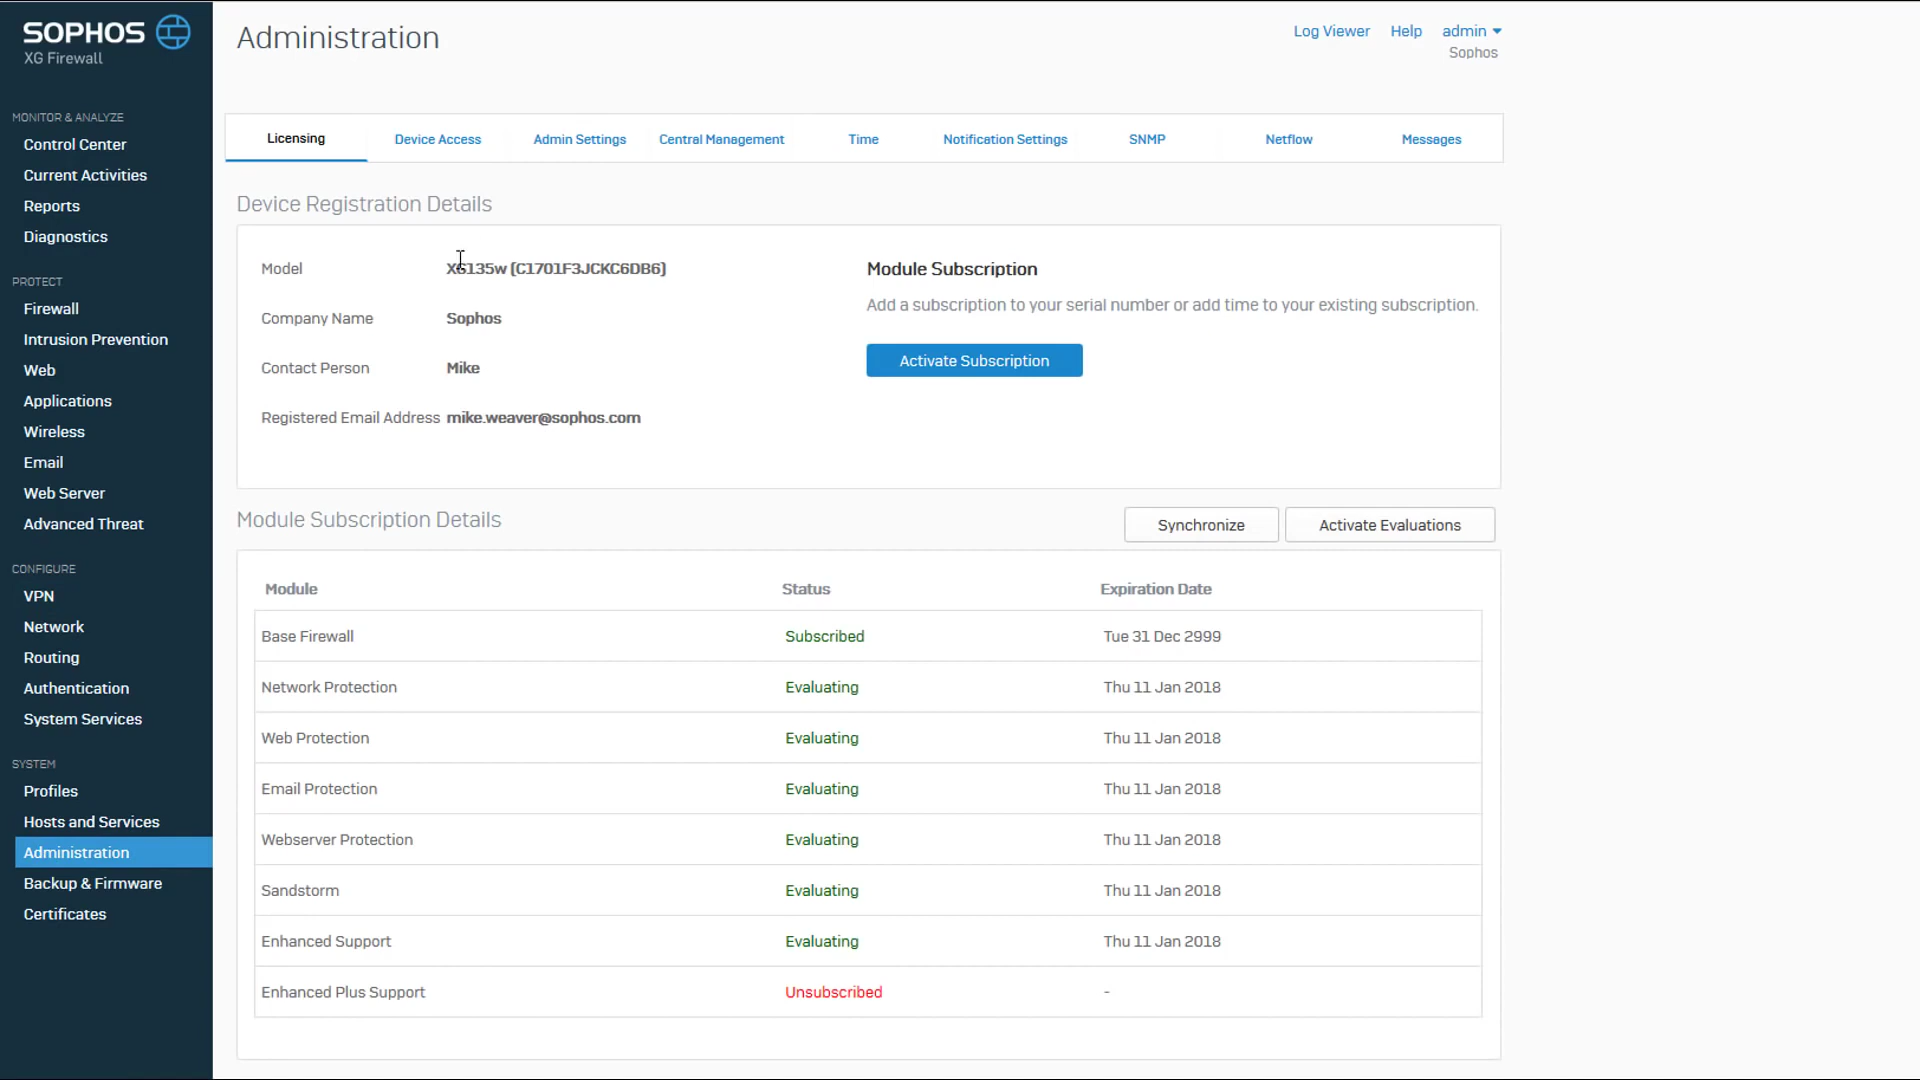 SOPHOS
XG Firewall
Administration
Log Viewer Help admin
Sophos
MONITOR & ANALYZE
Control Center
Current Activities
Reports
Diagnostics
PROTECT
Firewall
Intrusion Prevention
Web
Applications
Wireless
Email
Web Server
Advanced Threat
CONFIGURE
VPN
Network
Routing
Authentication
System Services
SYSTEM
Profiles
Hosts and Services
Administration
Backup & Firmware
Certificates
Licensing Device Access Admin Settings Central Management Time Notification Settings SNMP Netflow Messages
Device Registration Details
Model XG135w (C1701F3JCKC6DB6)
Company Name Sophos
Contact Person Mike
Registered Email Address mike.weaver@sophos.com
Module Subscription
Add a subscription to your serial number or add time to your existing subscription.
Activate Subscription
Module Subscription Details
Synchronize Activate Evaluations
Module Status Expiration Date
Base Firewall Subscribed Tue 31 Dec 2999
Network Protection Evaluating Thu 11 Jan 2018
Web Protection Evaluating Thu 11 Jan 2018
Email Protection Evaluating Thu 11 Jan 2018
Webserver Protection Evaluating Thu 11 Jan 2018
Sandstorm Evaluating Thu 11 Jan 2018
Enhanced Support Evaluating Thu 11 Jan 2018
Enhanced Plus Support Unsubscribed -